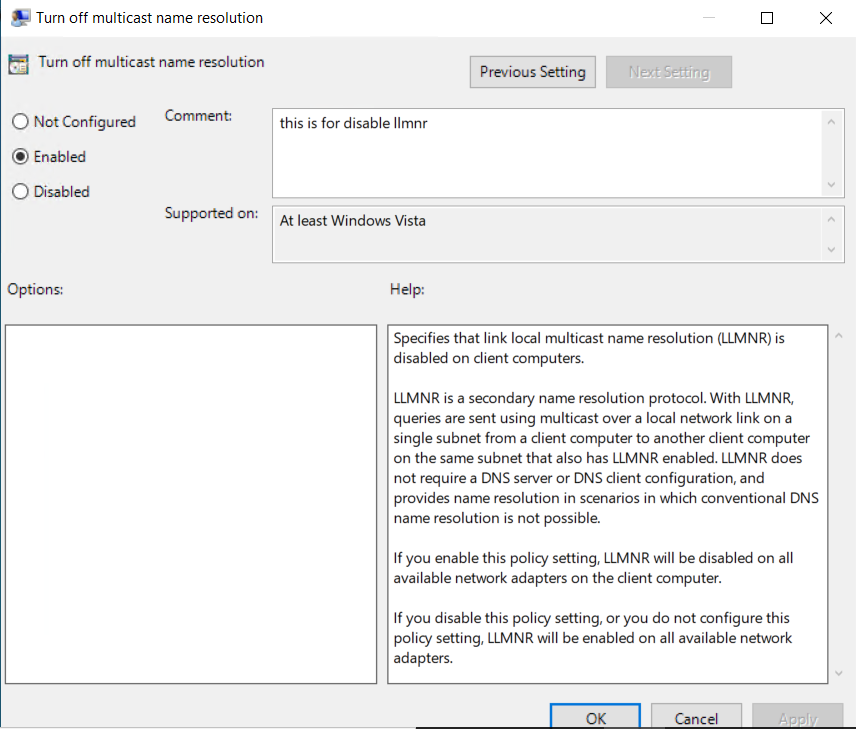 Turn off multicast name resolution
Turn off multicast name resolution
Previous Setting
Next Setting
Not Configured
Enabled
Disabled
Comment:
this is for disable llmnr
Supported on:
At least Windows Vista
Options:
Help:
Specifies that link local multicast name resolution (LLMNR) is
disabled on client computers.
LLMNR is a secondary name resolution protocol. With LLMNR,
queries are sent using multicast over a local network link on a
single subnet from a client computer to another client computer
on the same subnet that also has LLMNR enabled. LLMNR does
not require a DNS server or DNS client configuration, and
provides name resolution in scenarios in which conventional DNS
name resolution is not possible.
If you enable this policy setting, LLMNR will be disabled on all
available network adapters on the client computer.
If you disable this policy setting, or you do not configure this
policy setting, LLMNR will be enabled on all available network
adapters.
OK
Cancel
Apply